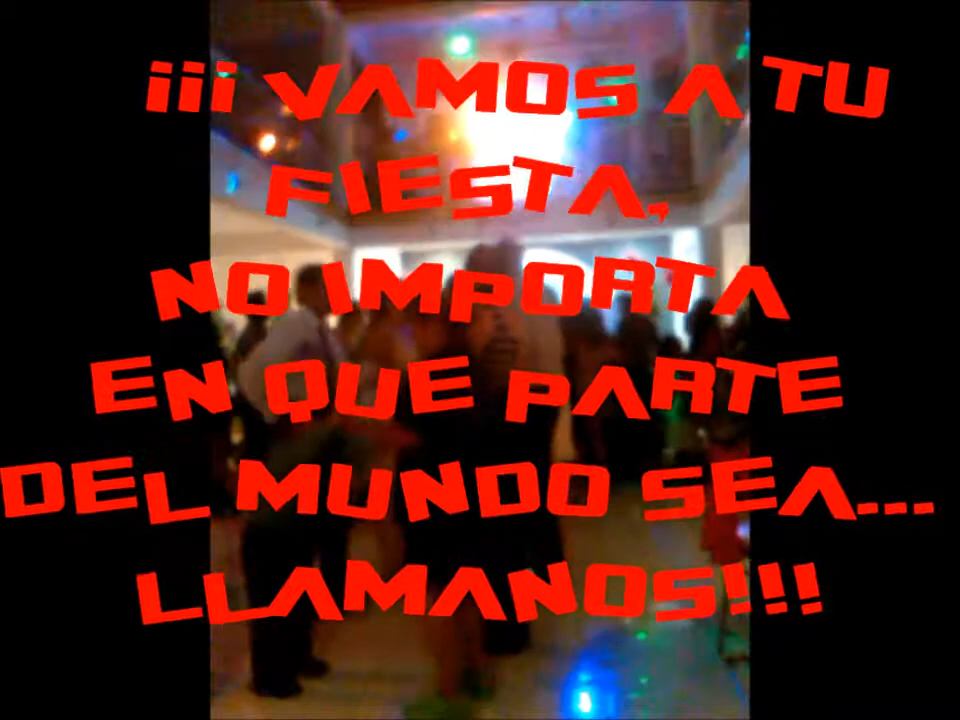 ¡¡¡ VAMOS A TU
FIESTA,
NO IMPORTA
EN QUE PARTE
DEL MUNDO SEA...
LLAMANOS!!!